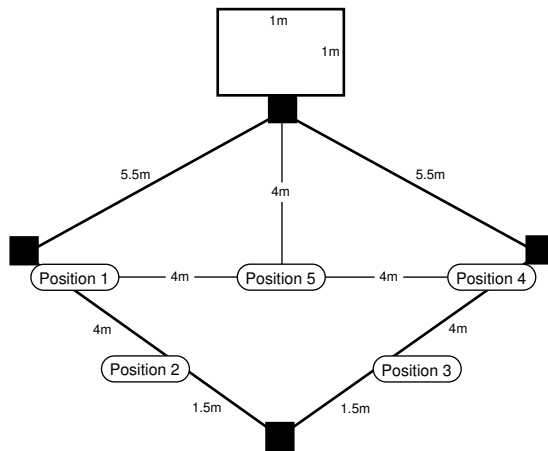 1m
1m
5.5m
5.5m
4m
Position 1
4m
Position 5
4m
Position 4
4m
4m
Position 2
Position 3
1.5m
1.5m